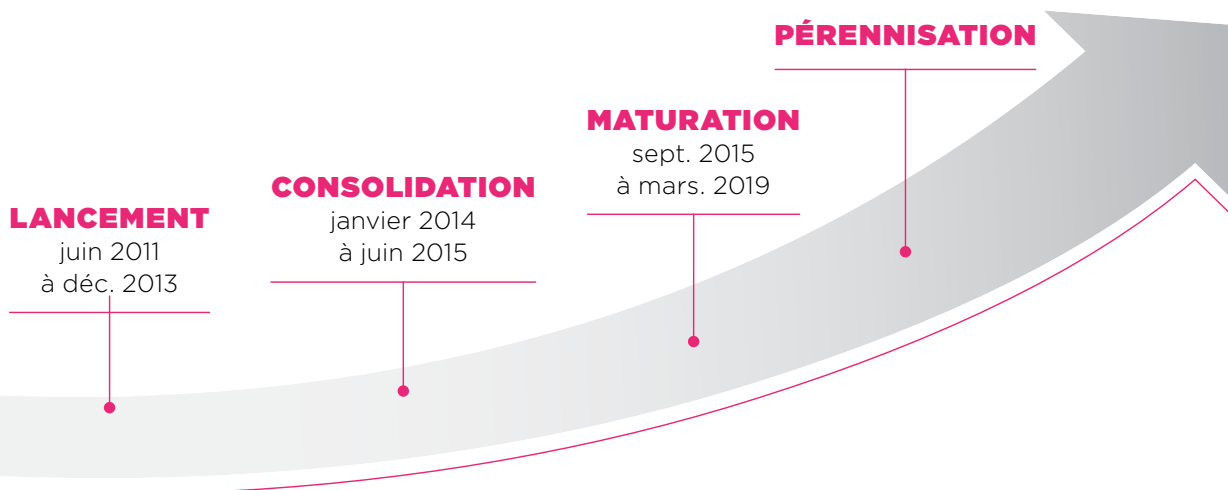 LANCEMENT
juin 2011
à déc. 2013
CONSOLIDATION
janvier 2014
à juin 2015
MATURATION
sept. 2015
à mars. 2019
PÉRENNISATION